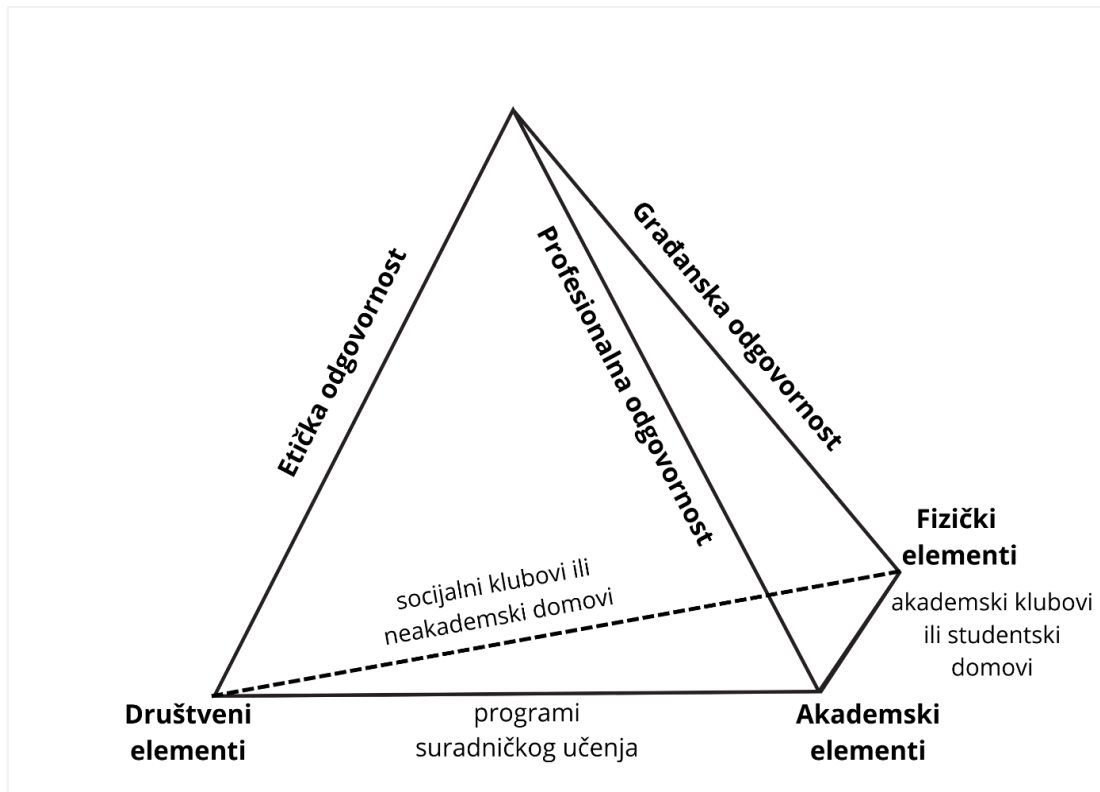 Etička odgovornost
Profesionalna odgovornost
Građanska odgovornost
Fizički
elementi
socijalni klubovi ili
neakademski domovi
akademski klubovi
ili studentski
domovi
Društveni
elementi
programi
suradničkog učenja
Akademski
elementi